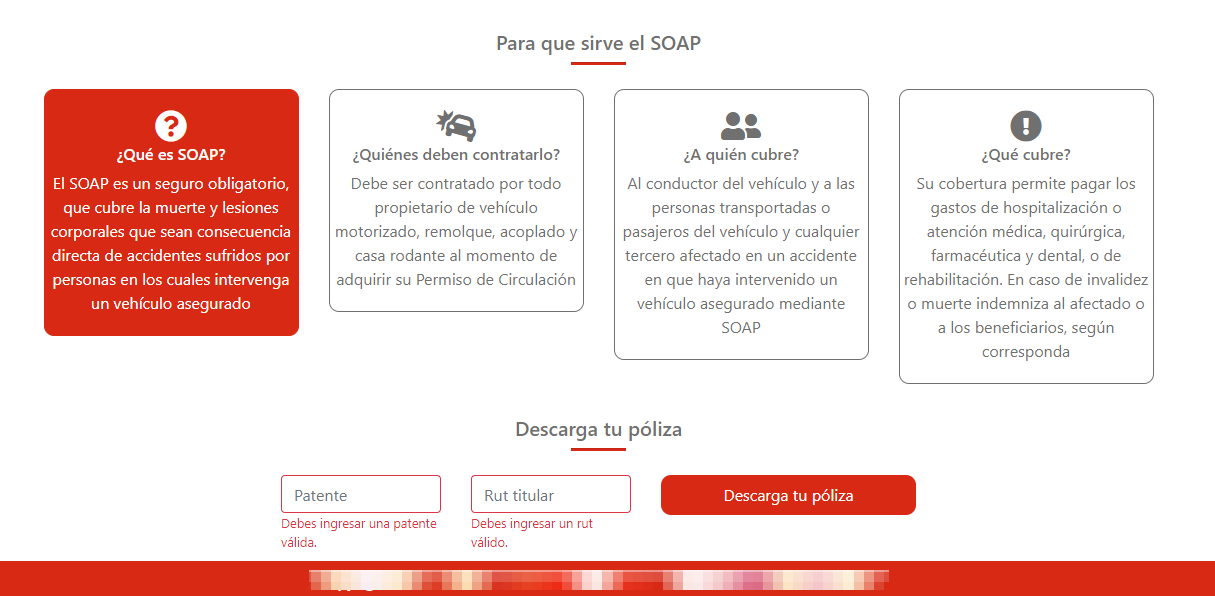 Para que sirve el SOAP
¿Qué es SOAP?
El SOAP es un seguro obligatorio,
que cubre la muerte y lesiones
corporales que sean consecuencia
directa de accidentes sufridos por
personas en los cuales intervenga
un vehículo asegurado
¿Quiénes deben contratarlo?
Debe ser contratado por todo
propietario de vehículo
motorizado, remolque, acoplado y
casa rodante al momento de
adquirir su Permiso de Circulación
¿A quién cubre?
Al conductor del vehículo y a las
personas transportadas o
pasajeros del vehículo y cualquier
tercero afectado en un accidente
en que haya intervenido un
vehículo asegurado mediante
SOAP
¿Qué cubre?
Su cobertura permite pagar los
gastos de hospitalización o
atención médica, quirúrgica,
farmacéutica y dental, o de
rehabilitación. En caso de invalidez
o muerte indemniza al afectado o
a los beneficiarios, según
corresponda
Descarga tu póliza
Patente
Debes ingresar una patente
válida.
Rut titular
Debes ingresar un rut
válido.
Descarga tu póliza